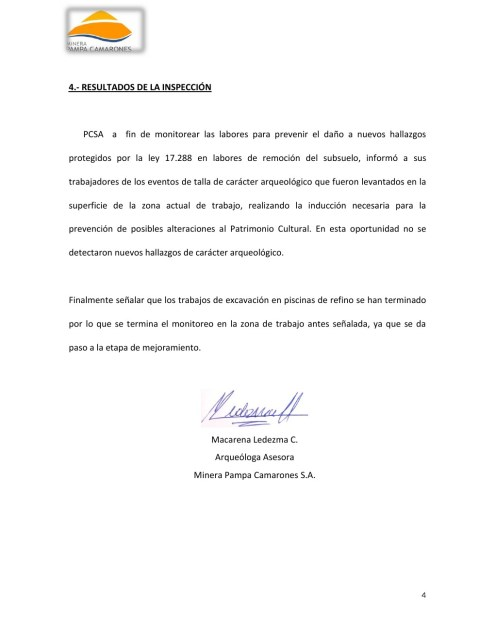 MINERA
PAMPA CAMARONES
4.- RESULTADOS DE LA INSPECCIÓN
PCSA a fin de monitorear las labores para prevenir el daño a nuevos hallazgos
protegidos por la ley 17.288 en labores de remoción del subsuelo, informó a sus
trabajadores de los eventos de talla de carácter arqueológico que fueron levantados en la
superficie de la zona actual de trabajo, realizando la inducción necesaria para la
prevención de posibles alteraciones al Patrimonio Cultural. En esta oportunidad no se
detectaron nuevos hallazgos de carácter arqueológico.
Finalmente señalar que los trabajos de excavación en piscinas de refino se han terminado
por lo que se termina el monitoreo en la zona de trabajo antes señalada, ya que se da
paso a la etapa de mejoramiento.
Macarena Ledezma C.
Arqueóloga Asesora
Minera Pampa Camarones S.A.
4